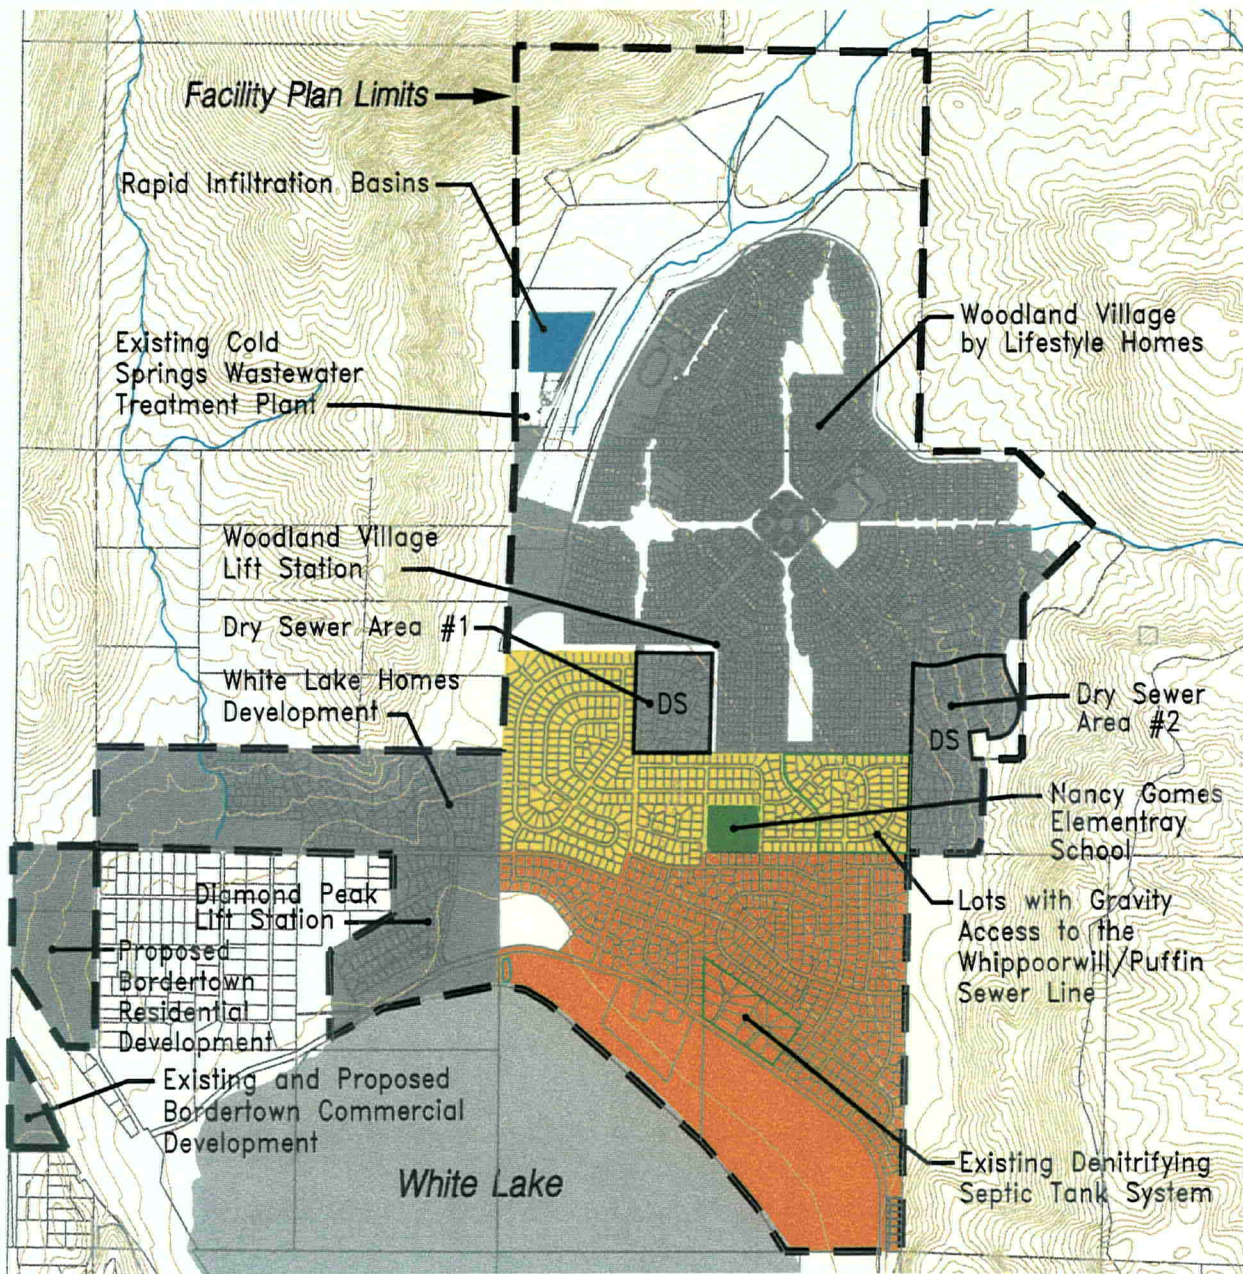 Facility Plan Limits
Rapid Infiltration Basins
Existing Cold
Springs Wastewater
Treatment Plant
Woodland Village
by Lifestyle Homes
Woodland Village
Lift Station
Dry Sewer Area #1
White Lake Homes
Development
DS
Dry Sewer
Area #2
DS
Nancy Gomes
Elementray
School
Diamond Peak
Lift Station
Lots with Gravity
Access to the
Whippoorwill/Puffin
Sewer Line
Proposed
Bordertown
Residential
Development
Existing and Proposed
Bordertown Commercial
Development
White Lake
Existing Denitrifying
Septic Tank System